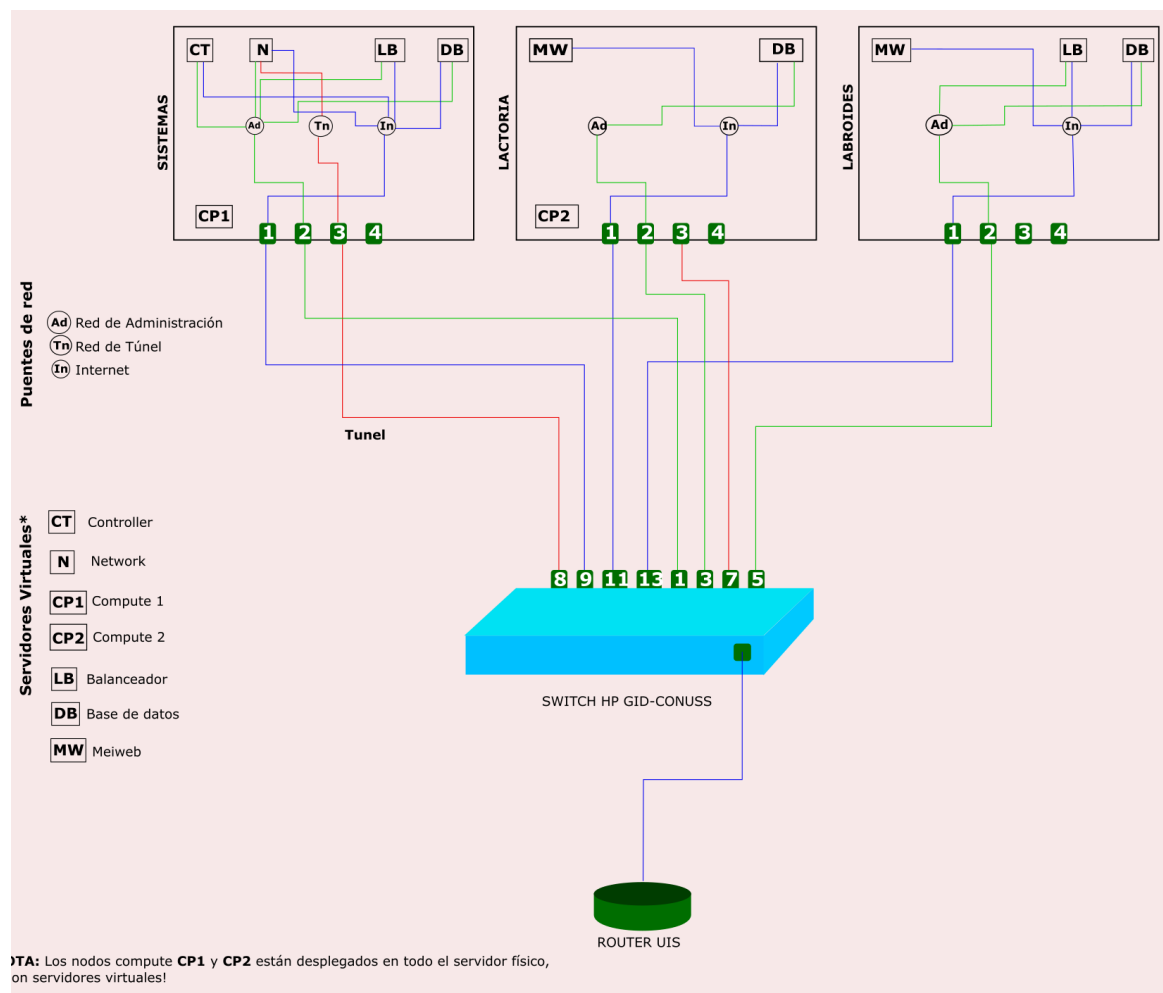 CT N LB DB
MW DB
MW LB DB
SISTEMAS
LACTORIA
LABROIDES
Ad Tn In
Ad In
Ad In
CP1
CP2
1 2 3 4
1 2 3 4
1 2 3 4
Puentes de red
Ad Red de Administración
Tn Red de Túnel
In Internet
Tunel
Servidores Virtuales*
CT Controller
N Network
CP1 Compute 1
CP2 Compute 2
LB Balanceador
DB Base de datos
MW Meiweb
8 9 11 13 1 3 7 5
SWITCH HP GID-CONUSS
ROUTER UIS
OTA: Los nodos compute CP1 y CP2 están desplegados en todo el servidor físico,
on servidores virtuales!